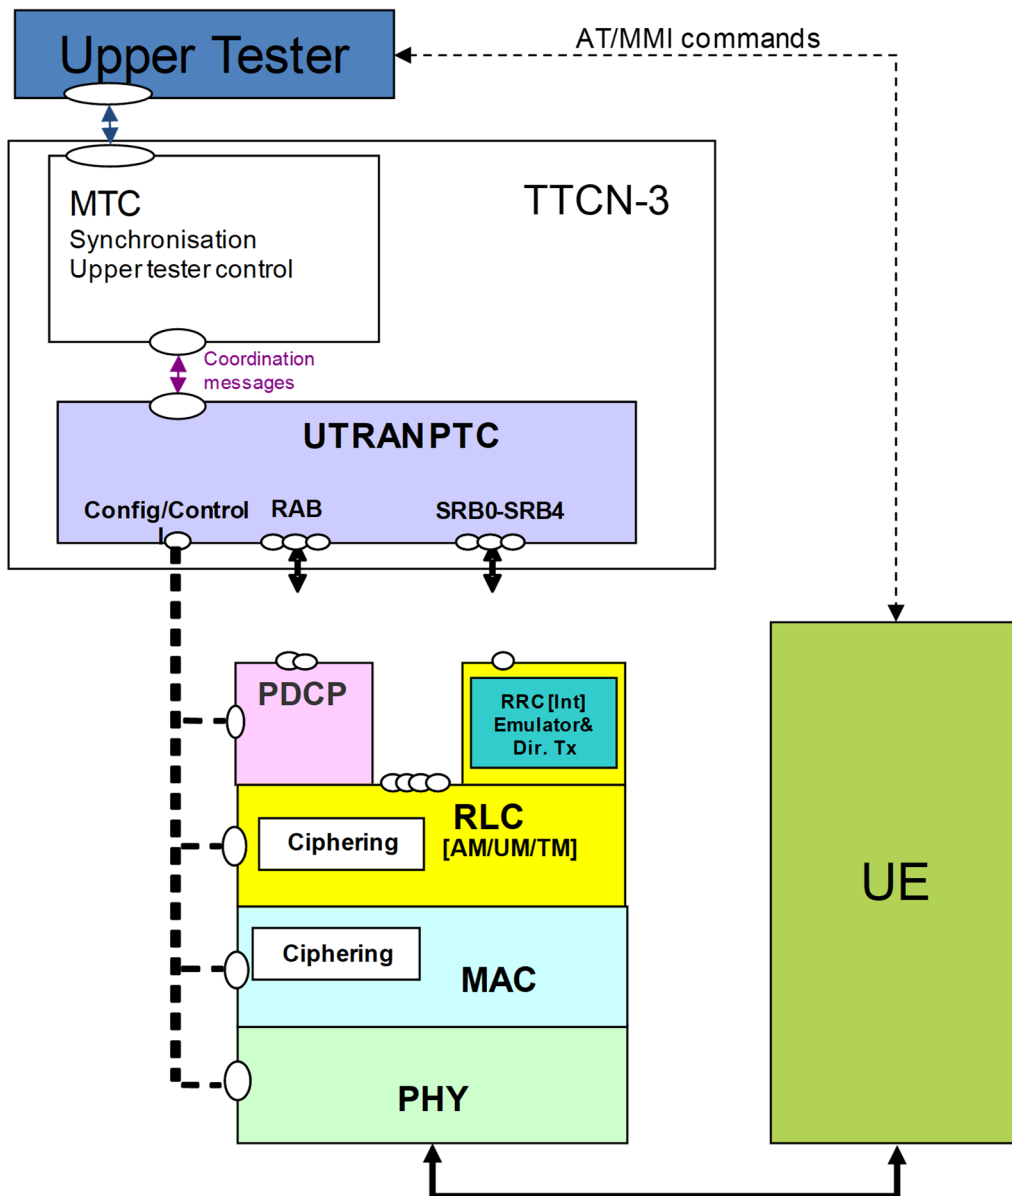 Upper Tester
AT/MMI commands
MTC
Synchronisation
Upper tester control
TTCN-3
Coordination
messages
UTRAN PTC
Config/Control
l
RAB
SRB0-SRB4
PDCP
RRC [Int]
Emulator&
Dir. Tx
RLC
[AM/UM/TM]
Ciphering
Ciphering
MAC
PHY
UE